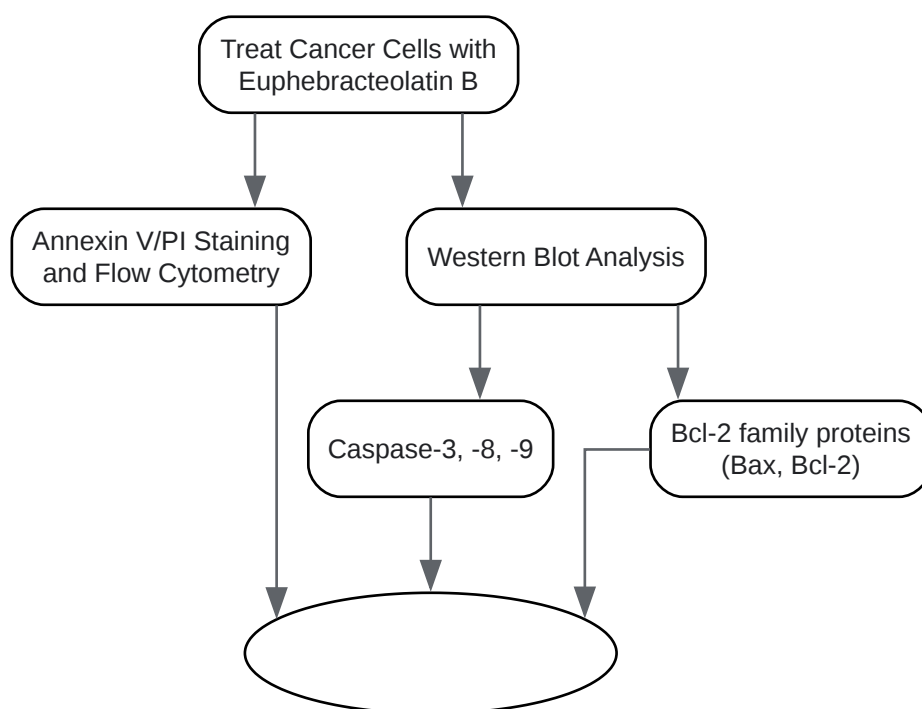 Treat Cancer Cells with
Euphebracteolatin B
Annexin V/PI Staining
and Flow Cytometry
Western Blot Analysis
Caspase-3, -8, -9
Bcl-2 family proteins
(Bax, Bcl-2)